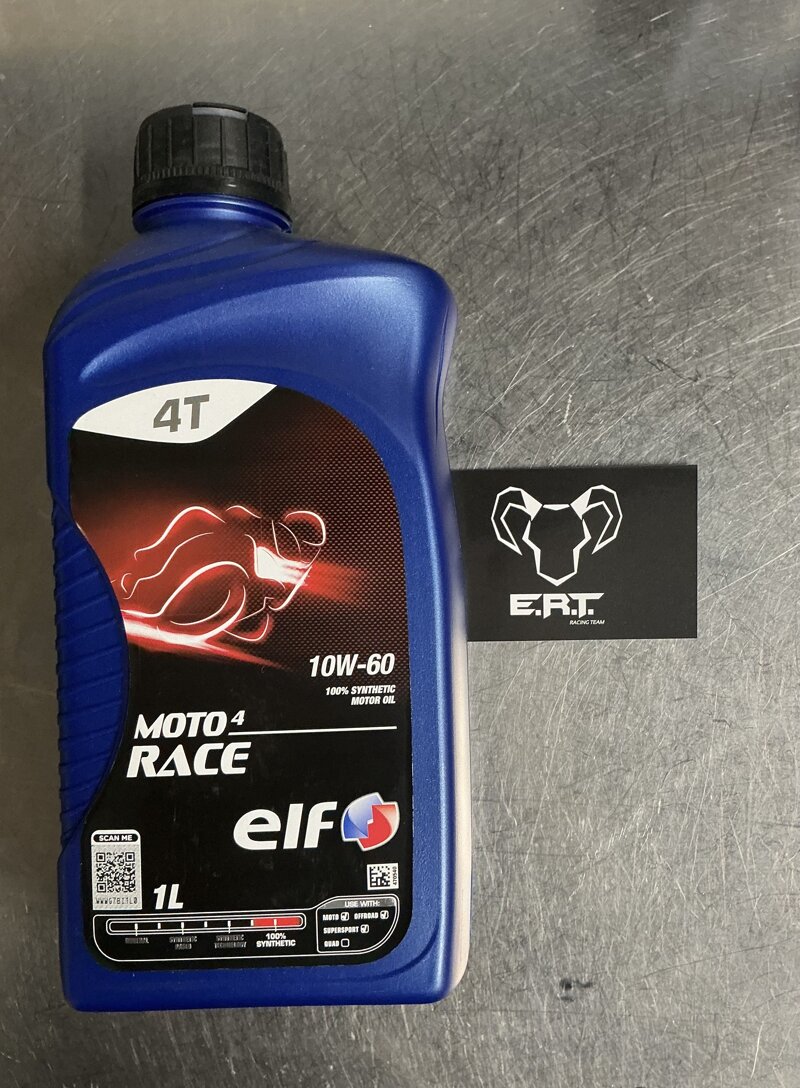 4T
10W-60
100% SYNTHETIC
MOTOR OIL
MOTO 4
RACE
elf
SCAN ME
1L
100%
SYNTHETIC
USE WITH:
MOTO OFFROAD
SUPERSPORT
QUAD
E.R.T.
RACING TEAM